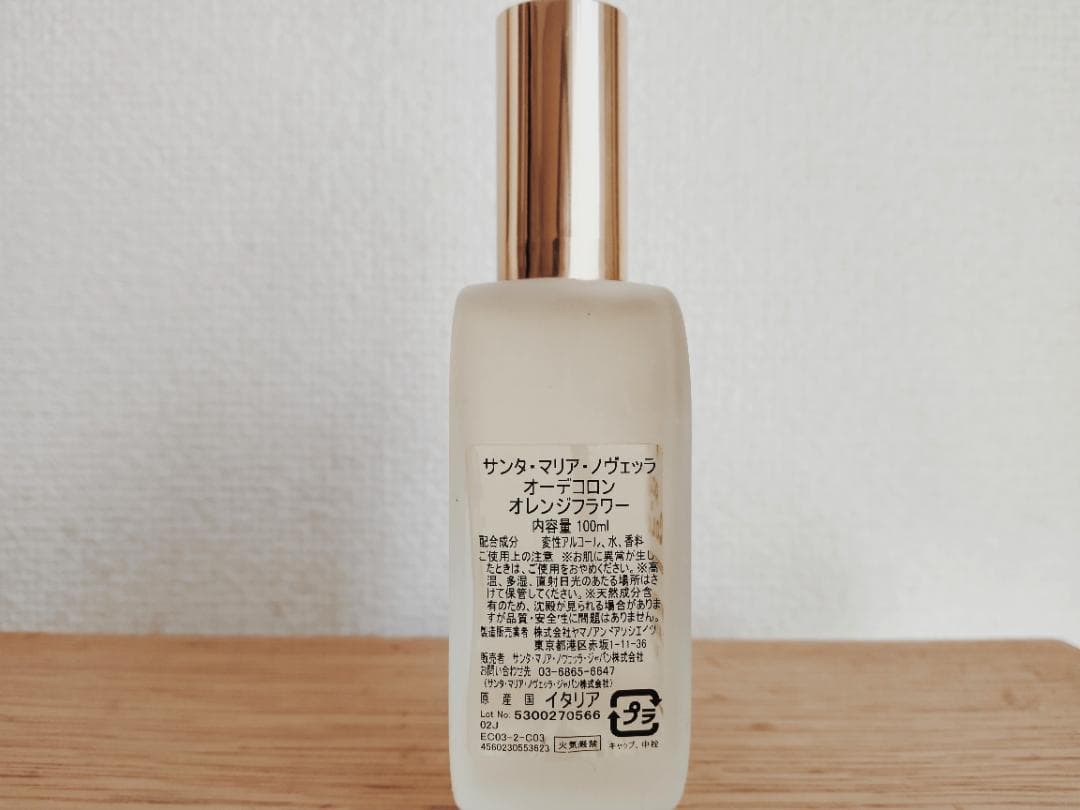 サンタ・マリア・ノヴェッラ
オーデコロン
オレンジフラワー
内容量 100ml
配合成分 変性アルコール、水、香料
ご使用上の注意 ※お肌に異常が生し
たときは、ご使用をおやめください。※高
温、多湿、直射日光のあたる場所はさ
けて保管してください。※天然成分含
有のため、沈殿が見られる場合がありま
すが品質・安全性に問題はありません。
製造販売業者 株式会社ヤマノアンドアソシエイツ
東京都港区赤坂1-11-36
販売者 サンタ・マリア・ノヴェッラ・ジャパン株式会社
お問い合わせ先 03-6865-6647
(サンタ・マリア・ノヴェッラ・ジャパン株式会社)
原産国 イタリア
Lot No. 5300270566
02J
EC03-2-C03
4560230553623 火気厳禁
プラ
キャップ、中栓